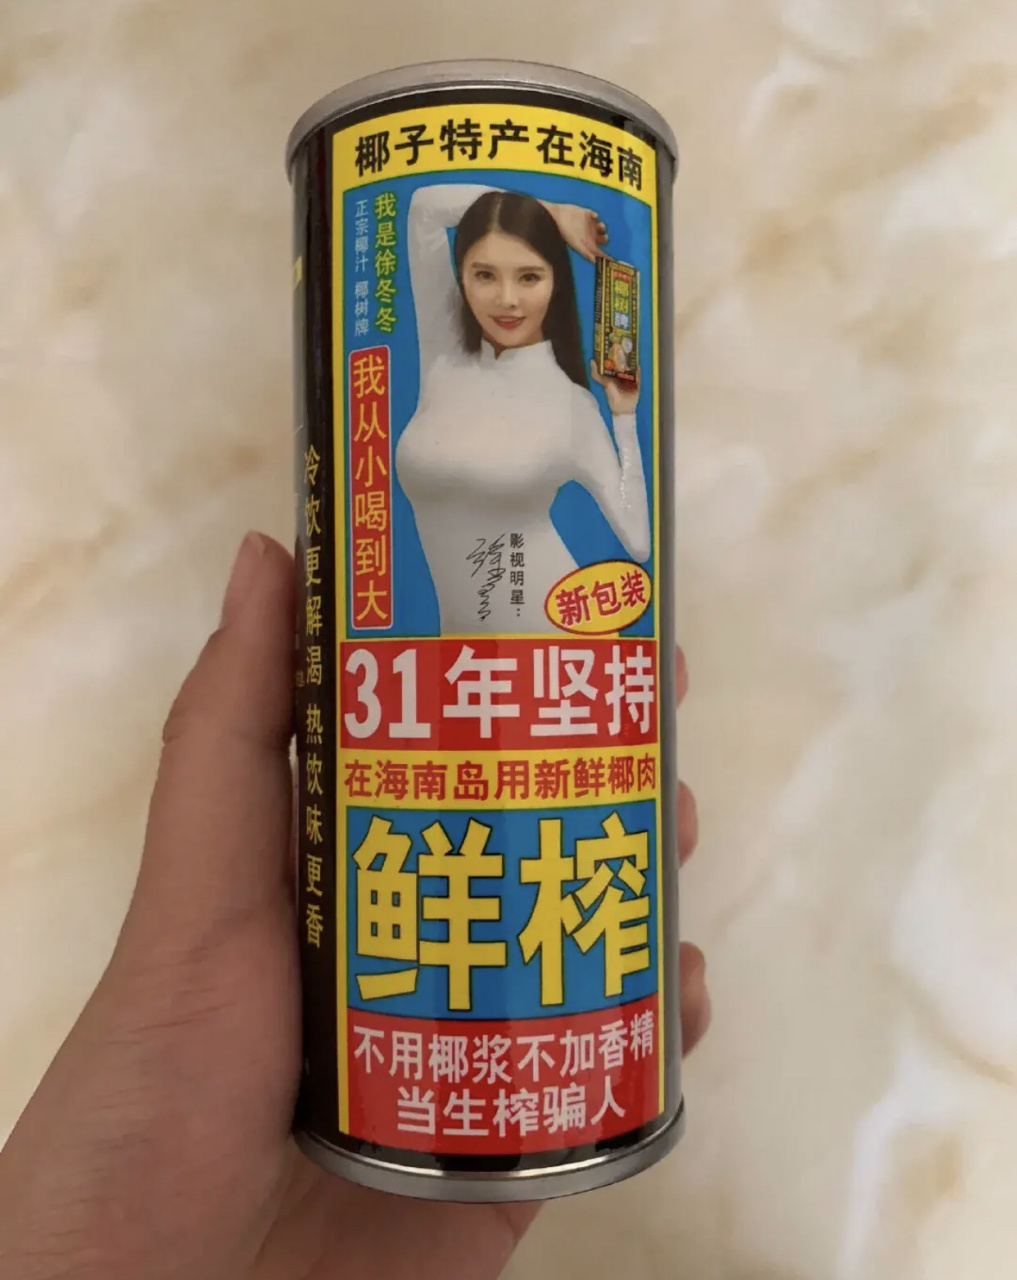 椰子特产在海南
我是徐冬冬
正宗椰汁 椰树牌
我从小喝到大
椰树牌
影视明星：
新包装
31年坚持
在海南岛用新鲜椰肉
鲜榨
不用椰浆不加香精
当生榨骗人
冷饮更解渴 热饮味更香